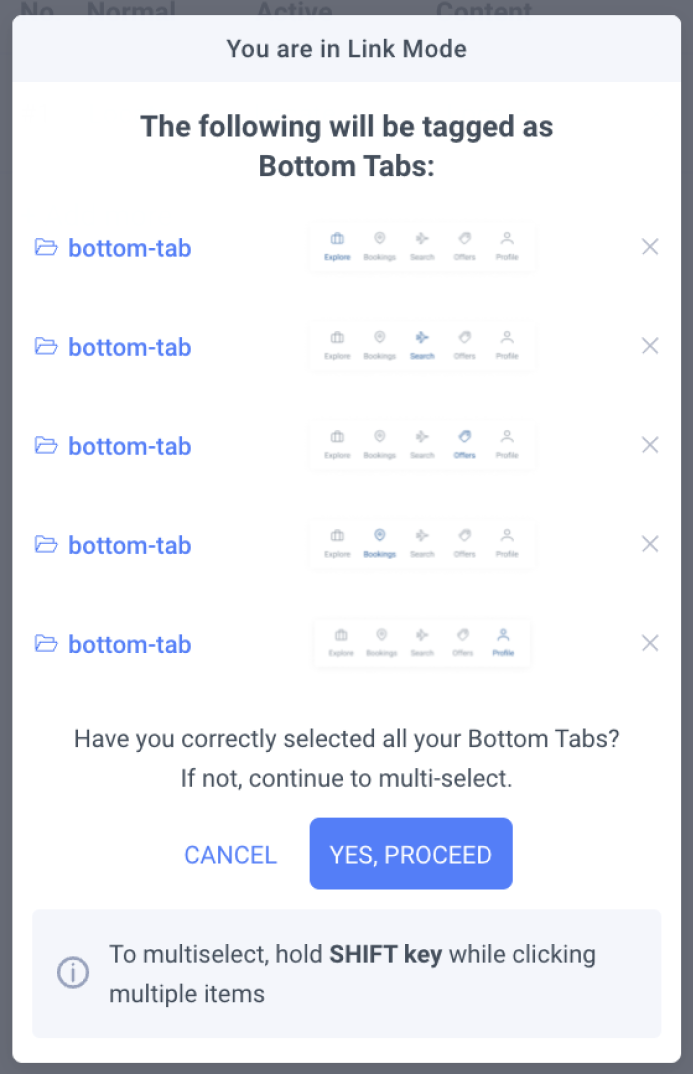 No Normal Active Content
You are in Link Mode
The following will be tagged as
Bottom Tabs:
bottom-tab
Explore Bookings Search Offers Profile
bottom-tab
Explore Bookings Search Offers Profile
bottom-tab
Explore Bookings Search Offers Profile
bottom-tab
Explore Bookings Search Offers Profile
bottom-tab
Explore Bookings Search Offers Profile
Have you correctly selected all your Bottom Tabs?
If not, continue to multi-select.
CANCEL YES, PROCEED
To multiselect, hold SHIFT key while clicking
multiple items